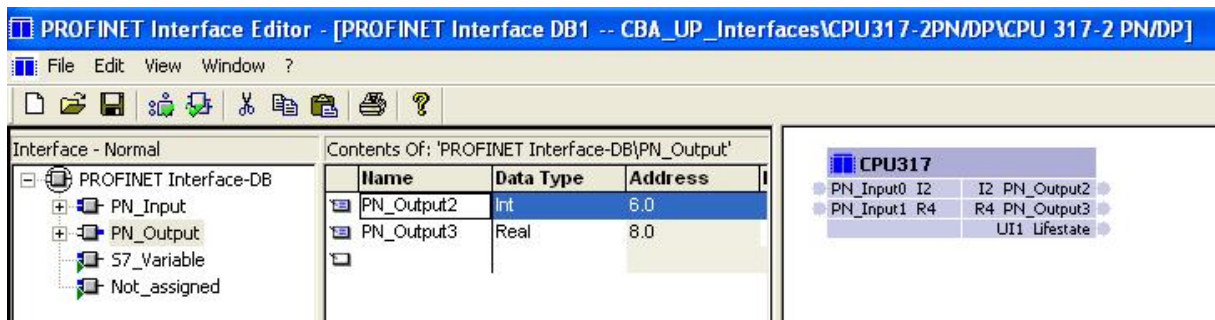 PROFINET Interface Editor - [PROFINET Interface DB1 -- CBA_UP_Interfaces\CPU317-2PN/DP\CPU 317-2 PN/DP]
File Edit View Window ?
Interface - Normal
PROFINET Interface-DB
PN_Input
PN_Output
S7_Variable
Not_assigned
Contents Of: 'PROFINET Interface-DB\PN_Output'
Name Data Type Address
PN_Output2 Int 6.0
PN_Output3 Real 8.0
CPU317
PN_Input0 I2 I2 PN_Output2
PN_Input1 R4 R4 PN_Output3
UI1 Lifestate